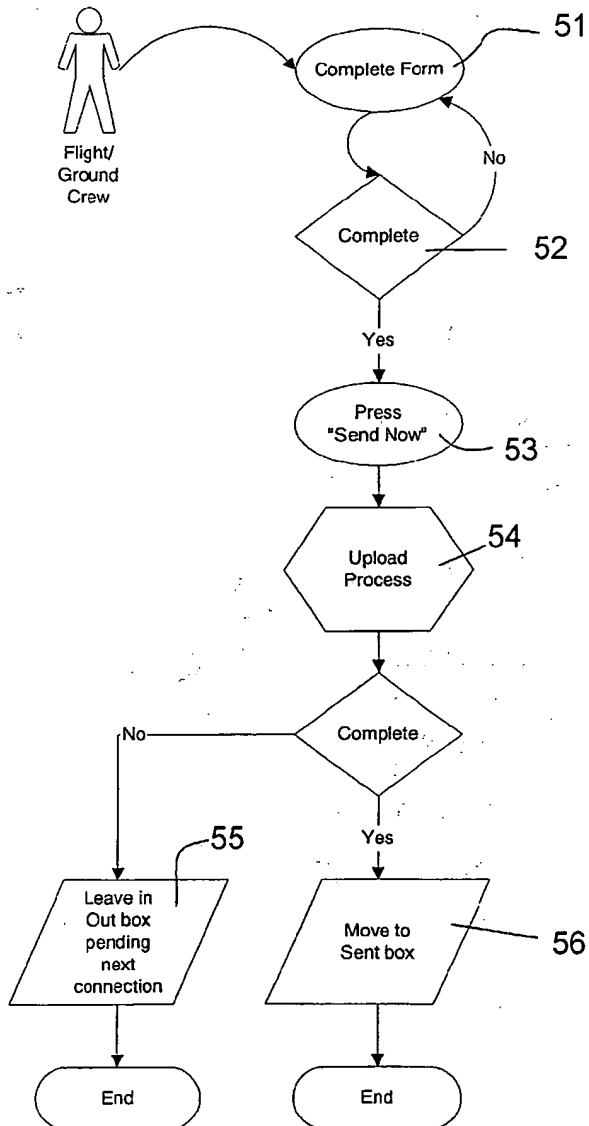 51
Complete Form
Flight/
Ground
Crew
No
Complete
52
Yes
Press
"Send Now"
53
54
Upload
Process
No
Complete
Yes
55
Leave in
Out box
pending
next
connection
Move to
Sent box
56
End
End